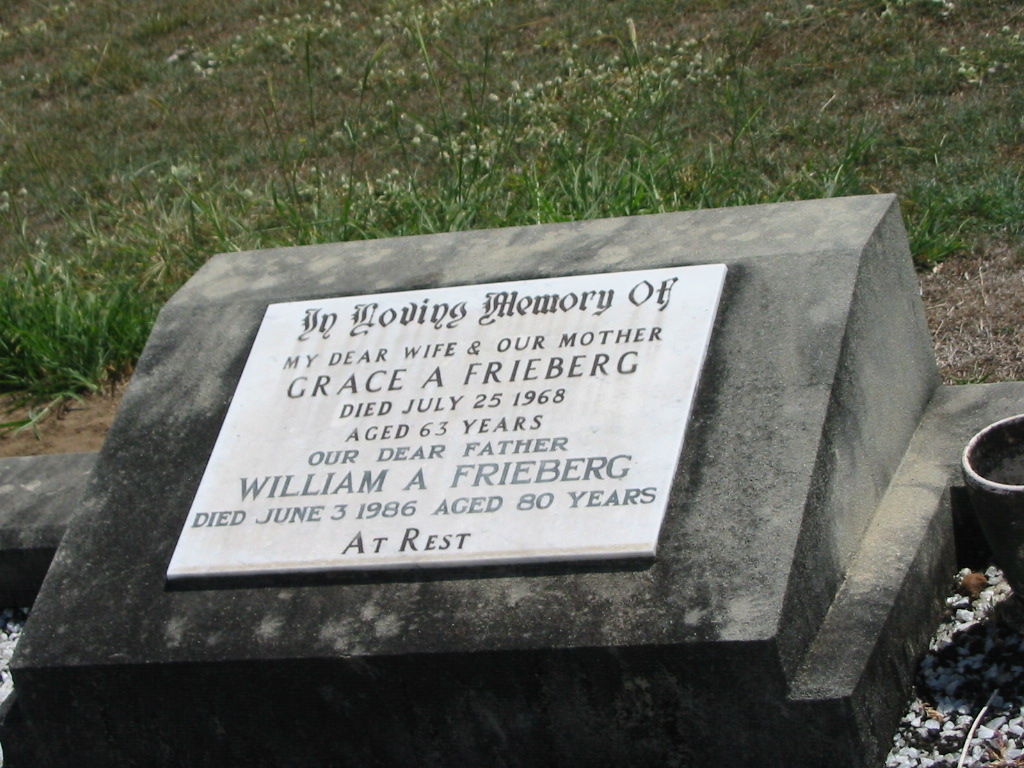 In Loving Memory Of
MY DEAR WIFE & OUR MOTHER
GRACE A FRIEBERG
DIED JULY 25 1968
AGED 63 YEARS
OUR DEAR FATHER
WILLIAM A FRIEBERG
DIED JUNE 3 1986 AGED 80 YEARS
AT REST